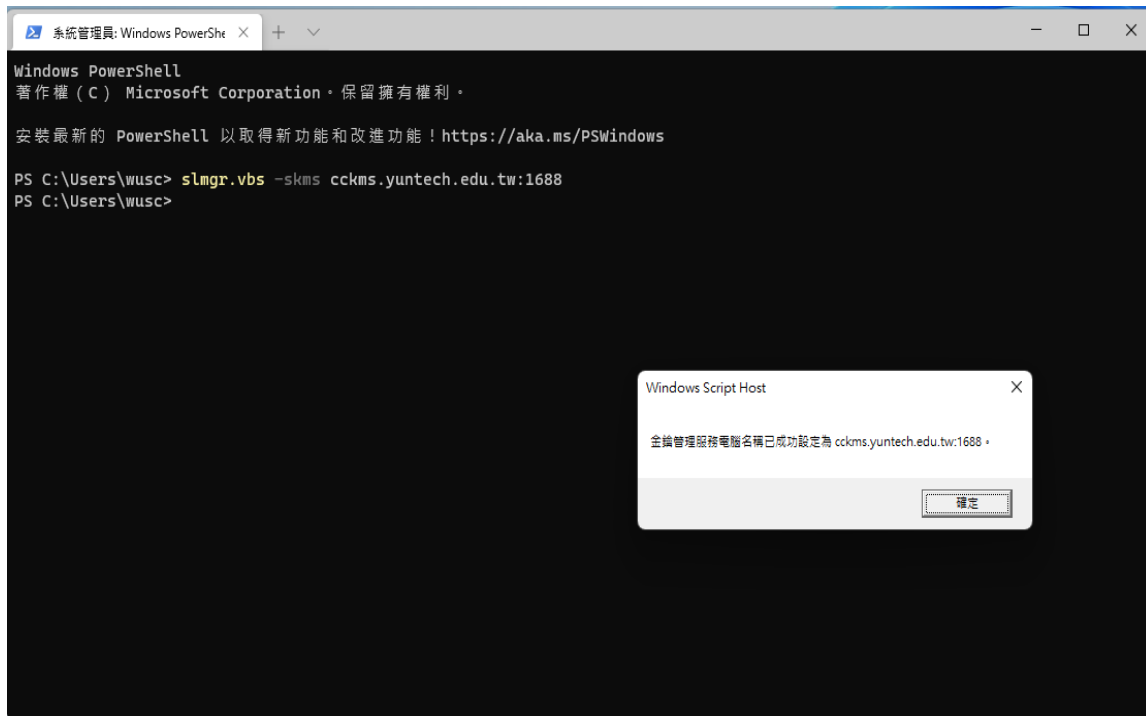 系統管理員: Windows PowerShe
Windows PowerShell
著作權 (C) Microsoft Corporation。保留擁有權利。
安裝最新的 PowerShell 以取得新功能和改進功能！https://aka.ms/PSWindows
PS C:\Users\wusc> slmgr.vbs -skms cckms.yuntech.edu.tw:1688
PS C:\Users\wusc>
Windows Script Host
金鑰管理服務電腦名稱已成功設定為 cckms.yuntech.edu.tw:1688。
確定